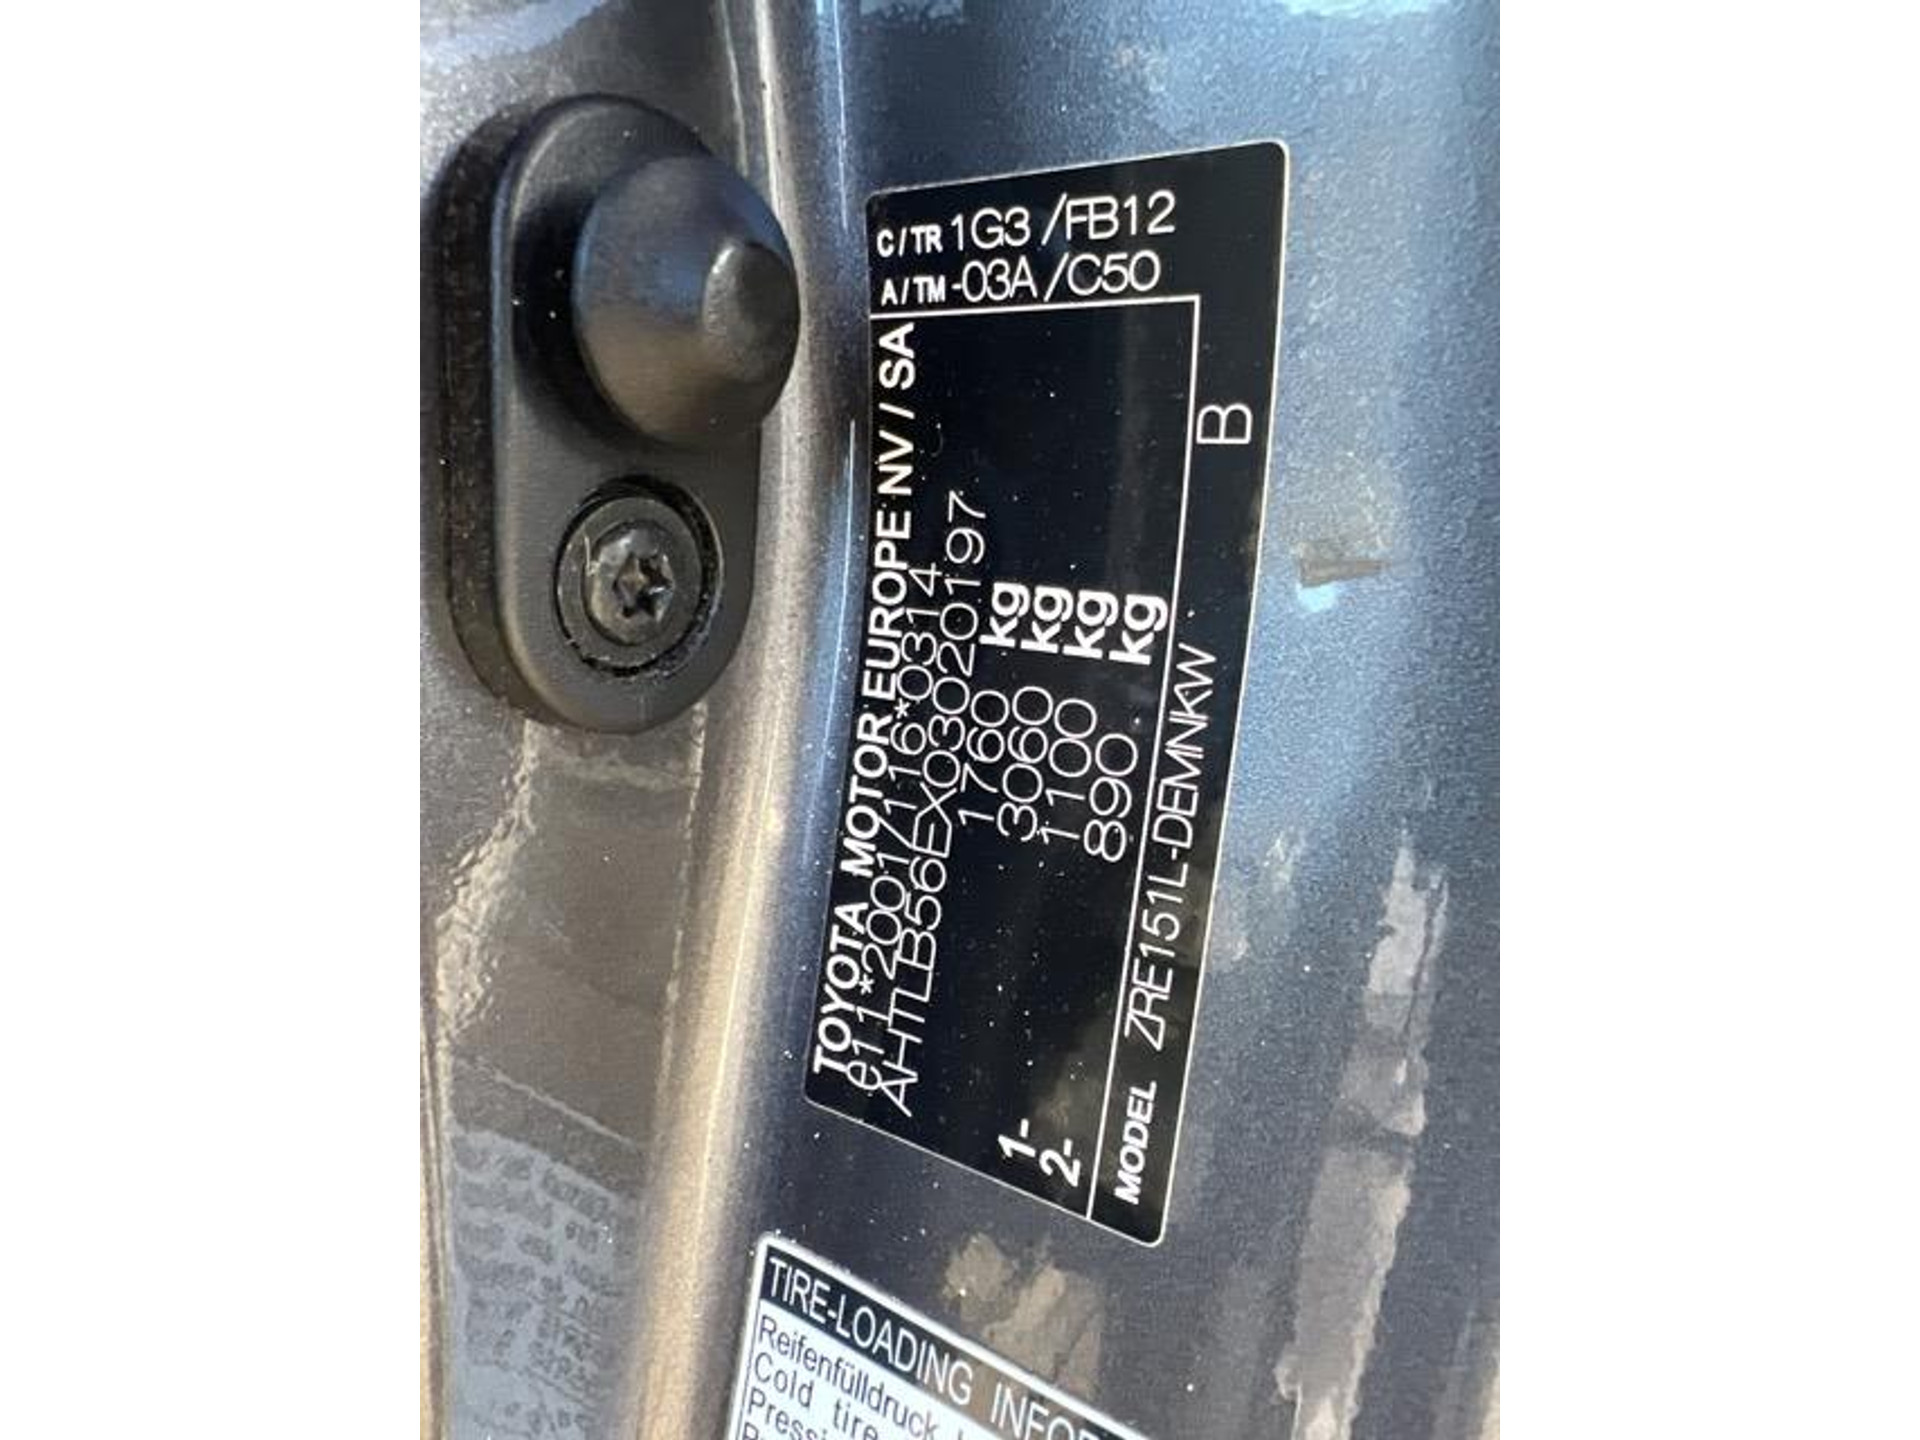 C/TR 1G3 /FB12
A/TM -03A /C50
TOYOTA MOTOR EUROPE NV / SA
e11*2001/116*0314
AHTLB56EX03020197
1760 kg
3060 kg
1- 1100 kg
2- 890 kg
MODEL ZRE151L-DEMNKW
B
TIRE-LOADING
Reifenfülldruck
Cold tire